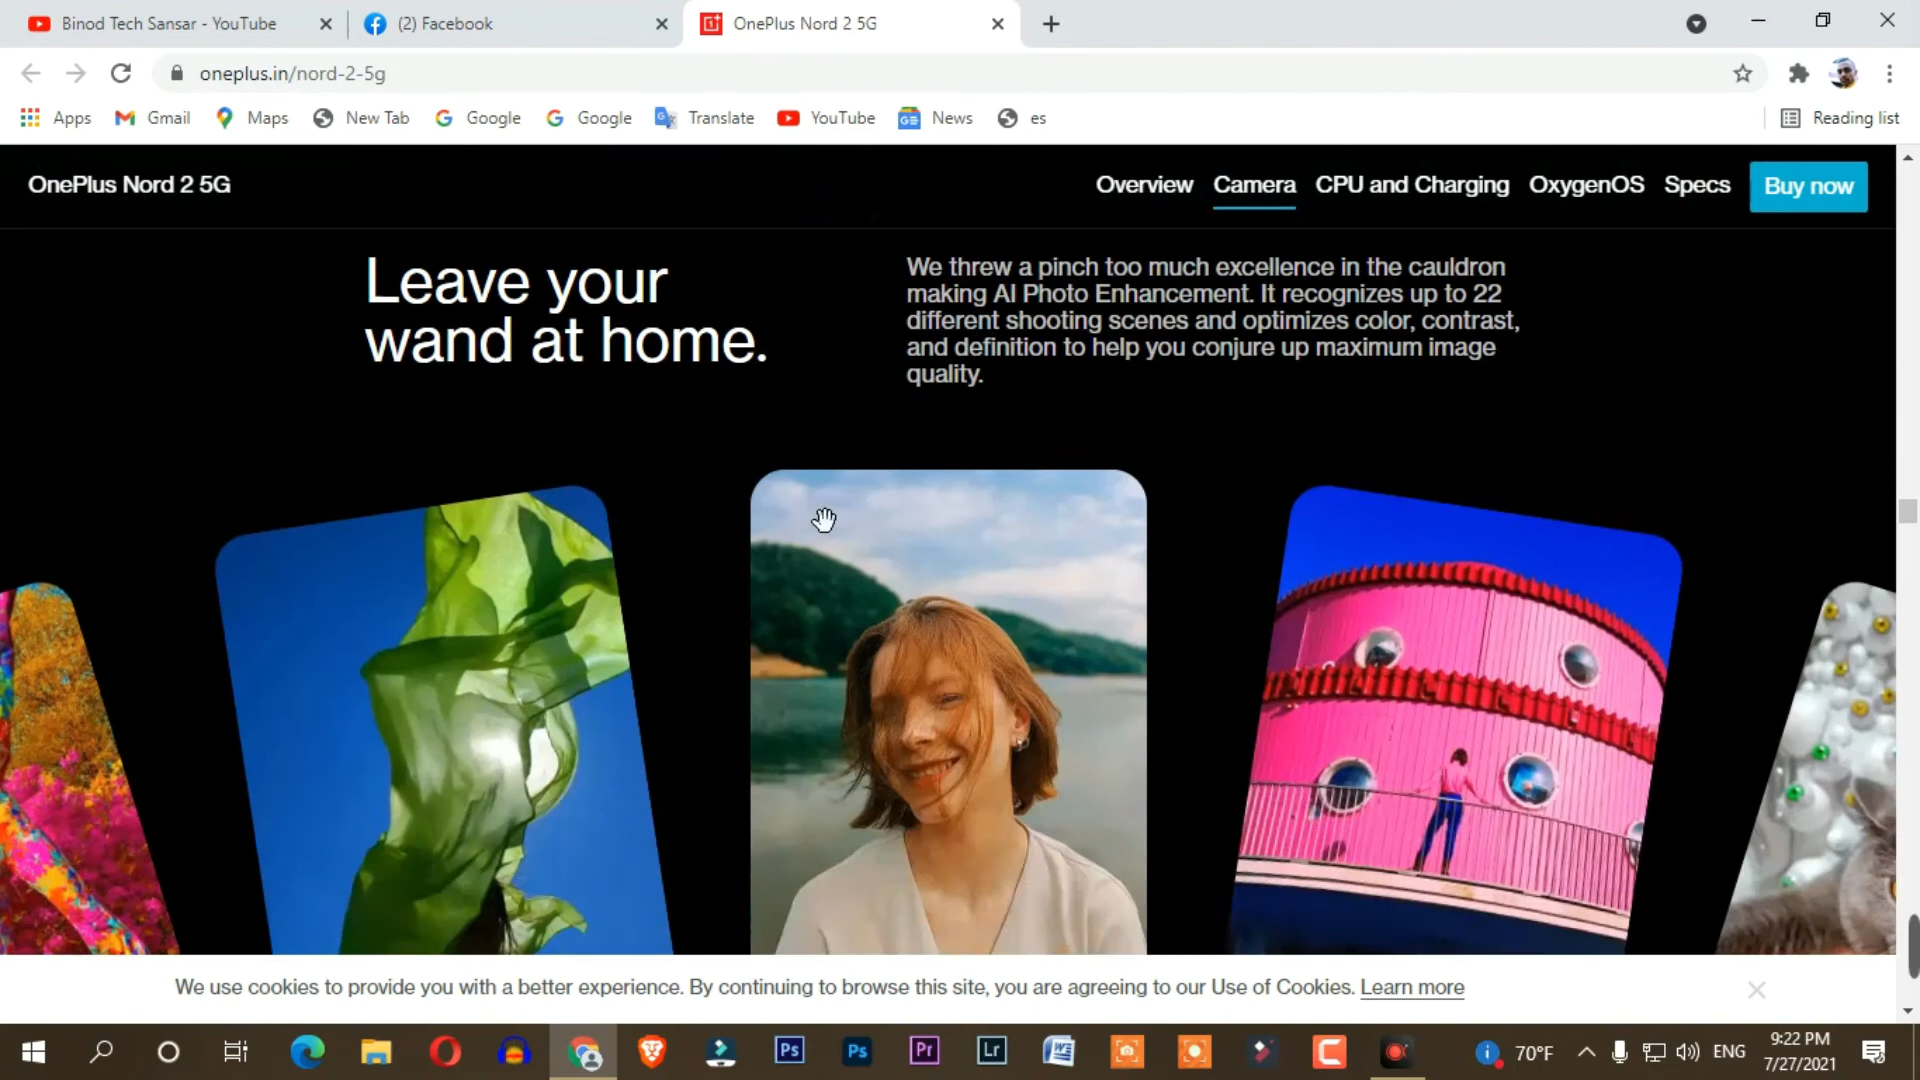 Binod Tech Sansar - YouTube
(2) Facebook
OnePlus Nord 2 5G
oneplus.in/nord-2-5g
Apps
Gmail
Maps
New Tab
Google
Google
Translate
YouTube
News
es
Reading list
OnePlus Nord 2 5G
Overview
Camera
CPU and Charging
OxygenOS
Specs
Buy now
Leave your
wand at home.
We threw a pinch too much excellence in the cauldron
making AI Photo Enhancement. It recognizes up to 22
different shooting scenes and optimizes color, contrast,
and definition to help you conjure up maximum image
quality.
We use cookies to provide you with a better experience. By continuing to browse this site, you are agreeing to our Use of Cookies. Learn more
Ps
Ps
Pr
Lr
70°F
ENG
9:22 PM
7/27/2021